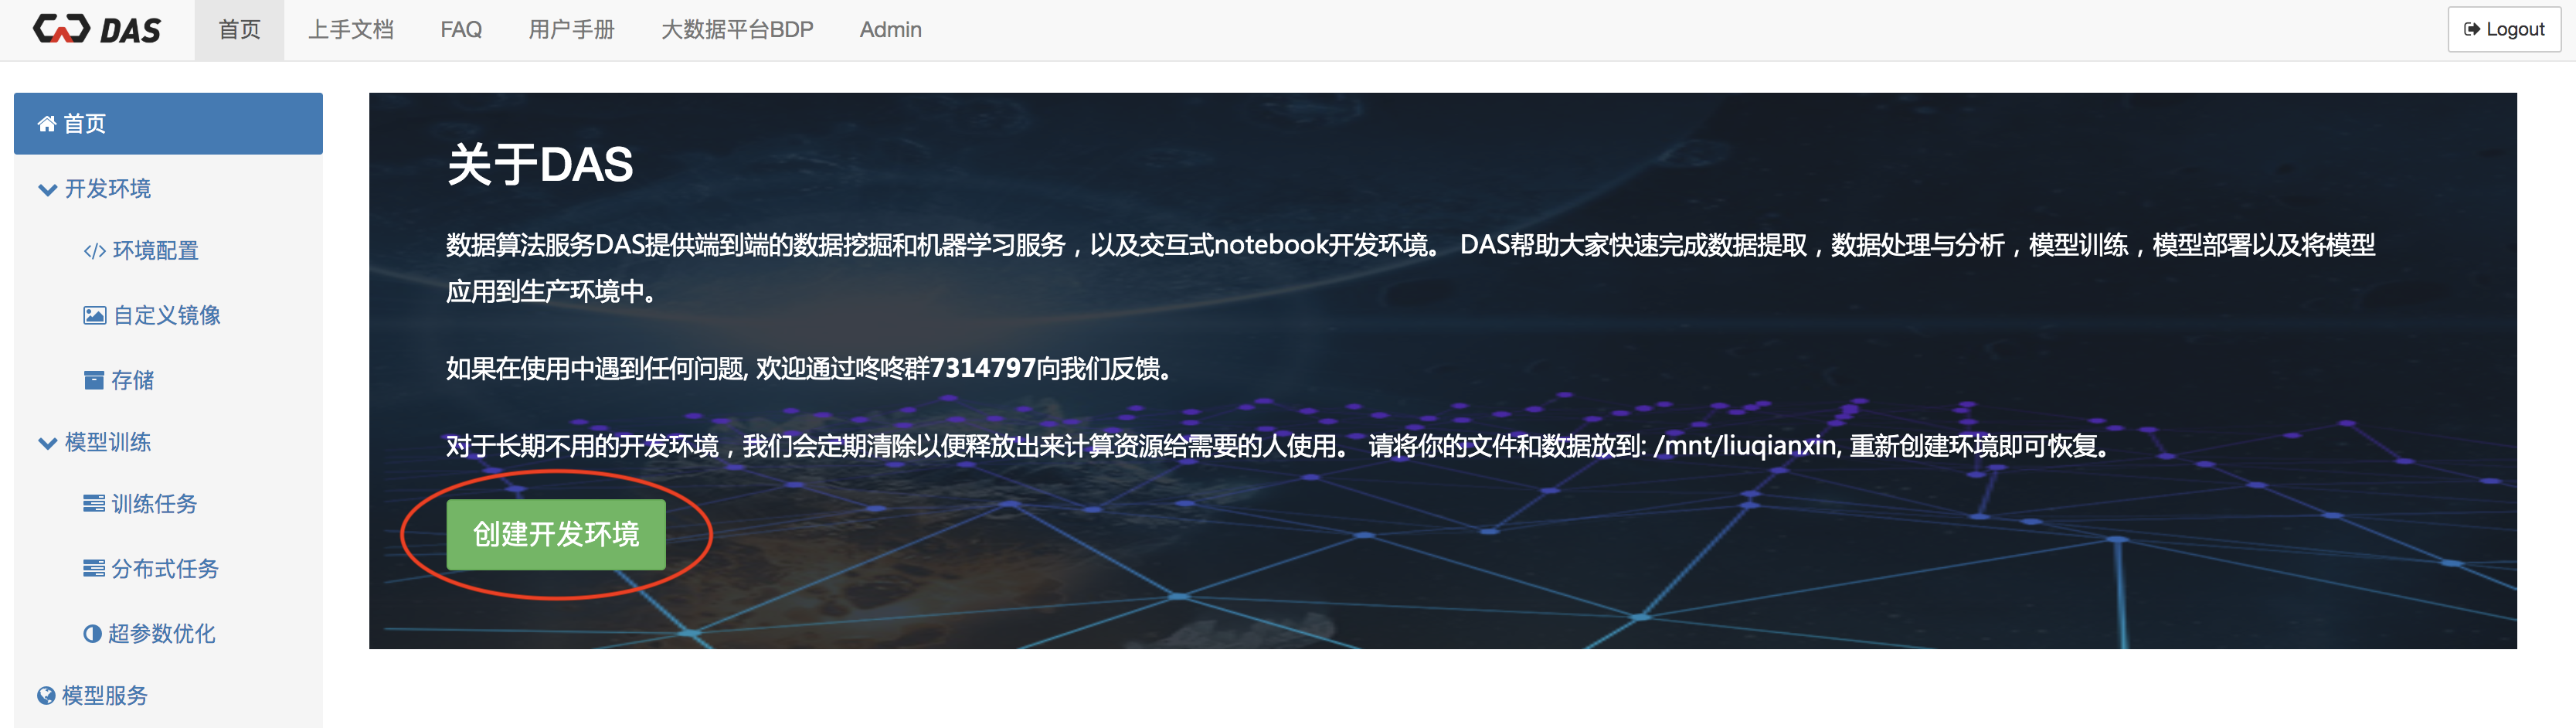 DAS
首页
上手文档
FAQ
用户手册
大数据平台BDP
Admin
Logout
首页
开发环境
</> 环境配置
自定义镜像
存储
模型训练
训练任务
分布式任务
超参数优化
模型服务
关于DAS
数据算法服务DAS提供端到端的数据挖掘和机器学习服务，以及交互式notebook开发环境。 DAS帮助大家快速完成数据提取，数据处理与分析，模型训练，模型部署以及将模型
应用到生产环境中。
如果在使用中遇到任何问题, 欢迎通过咚咚群7314797向我们反馈。
对于长期不用的开发环境，我们会定期清除以便释放出来计算资源给需要的人使用。 请将你的文件和数据放到: /mnt/liuqianxin, 重新创建环境即可恢复。
创建开发环境